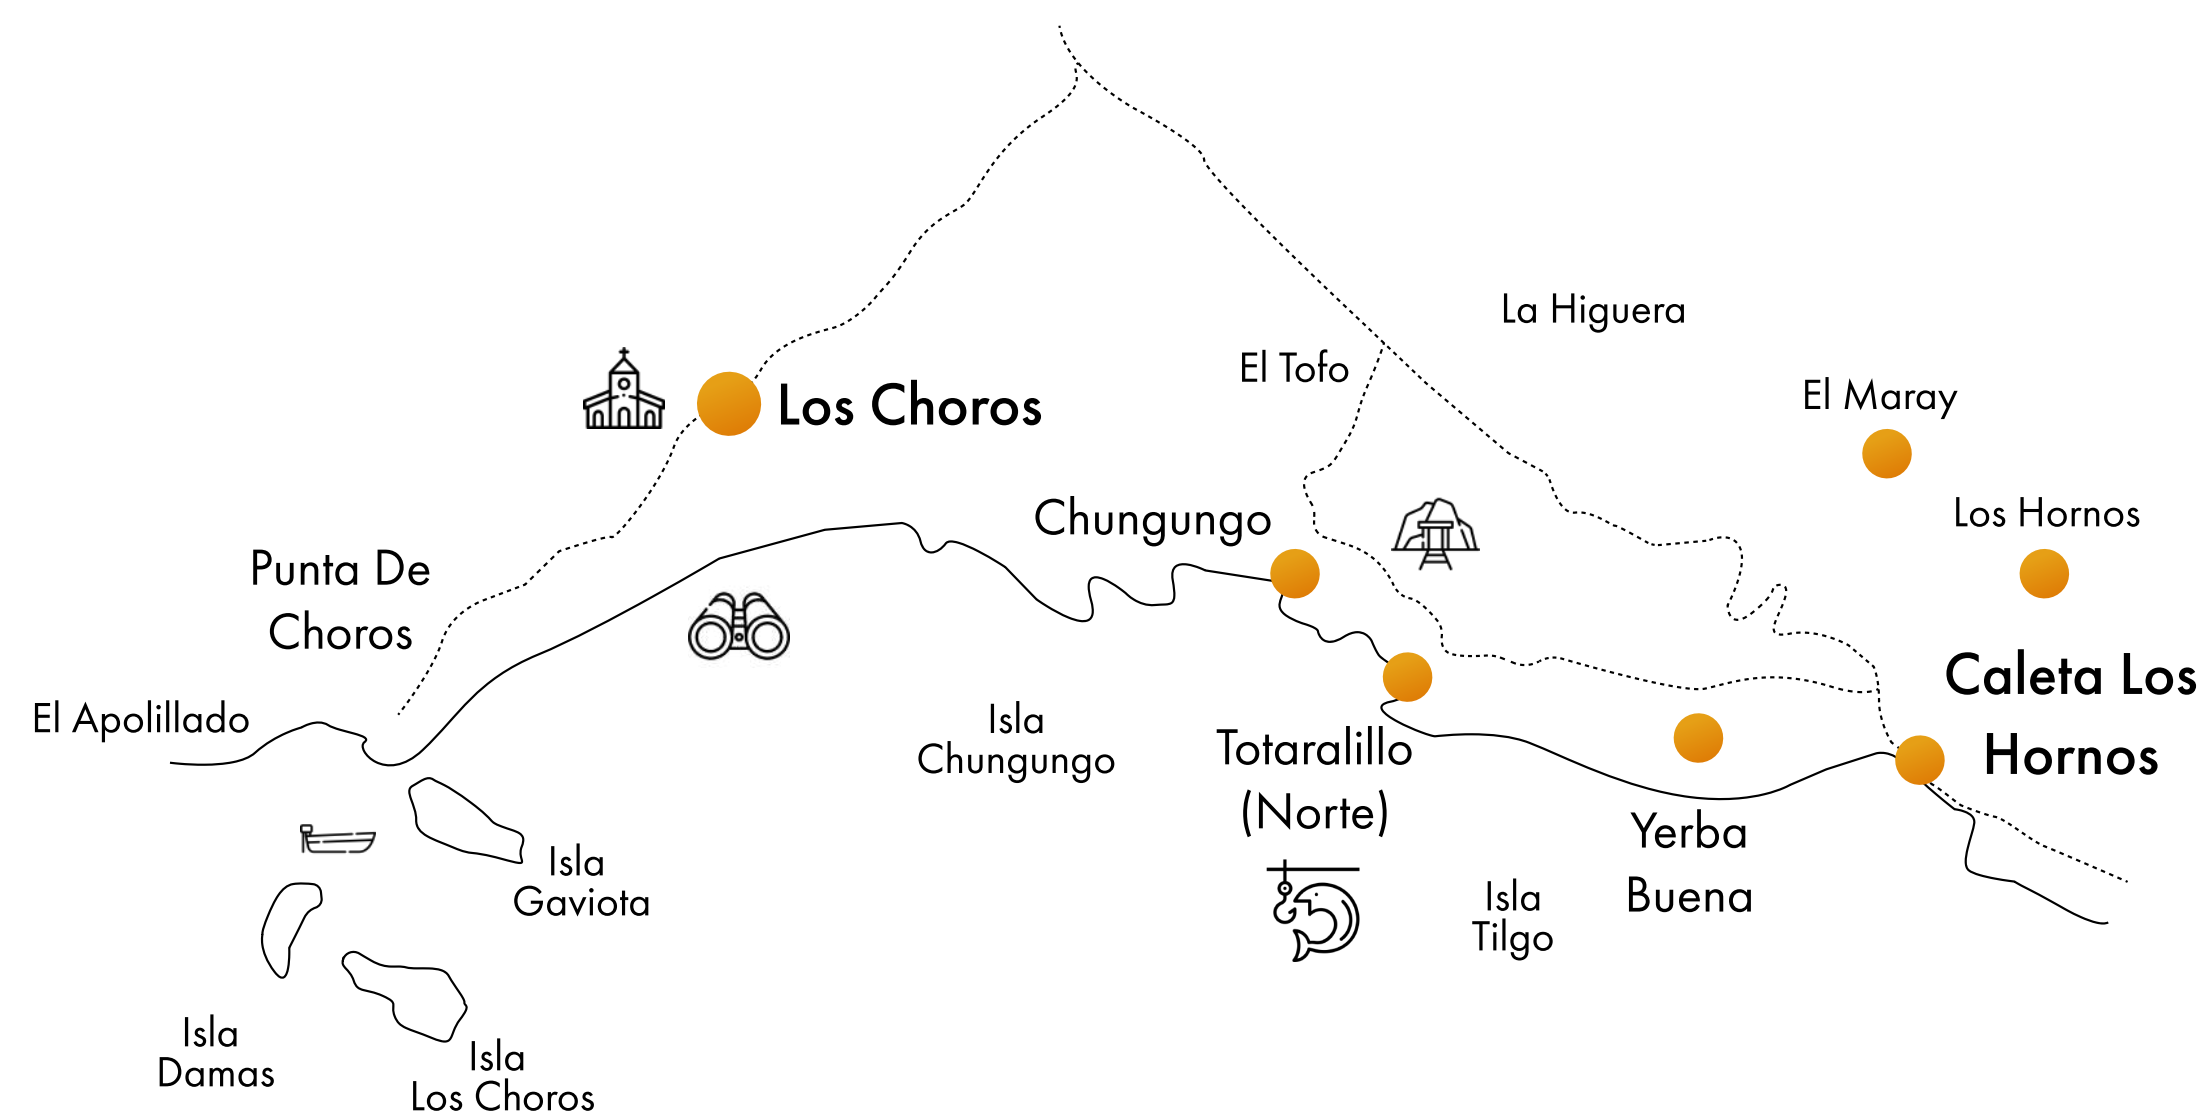 La Higuera
El Tofo
El Maray
Los Choros
Los Hornos
Chungungo
Punta De
Choros
Caleta Los
Hornos
El Apolillado
Isla
Chungungo
Totaralillo
(Norte)
Yerba
Buena
Isla
Gaviota
Isla
Tilgo
Isla
Damas
Isla
Los Choros